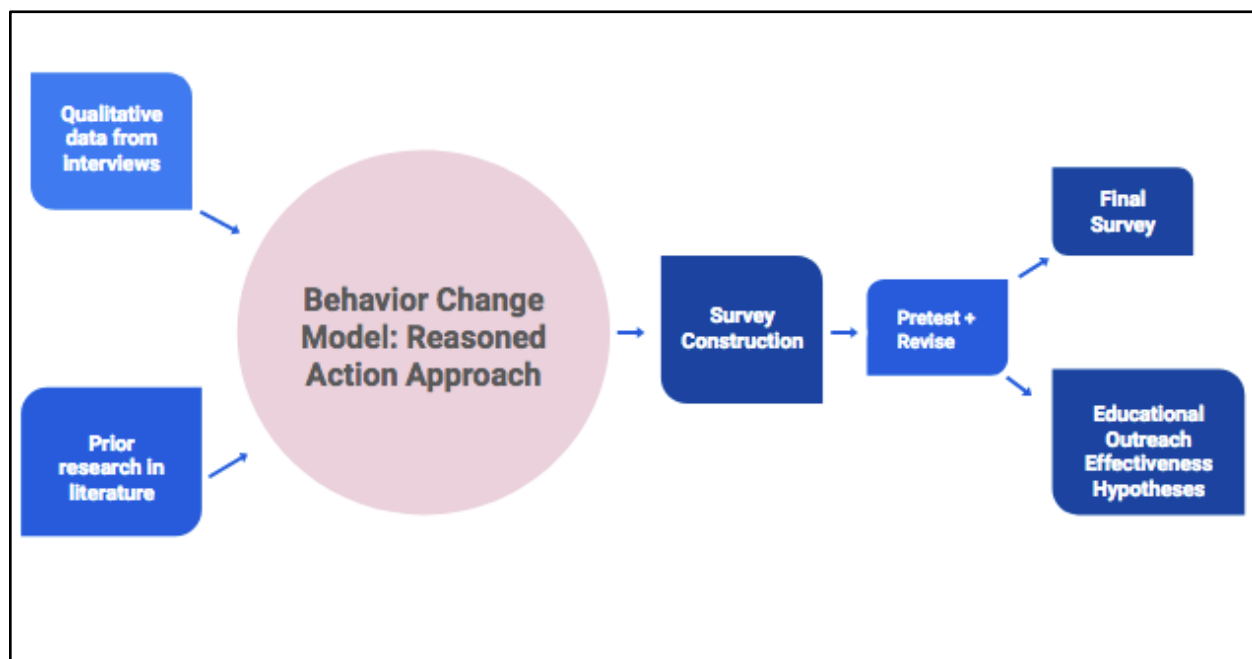 Qualitative
data from
interviews
Prior
research in
literature
Behavior Change
Model: Reasoned
Action Approach
Survey
Construction
Pretest +
Revise
Final
Survey
Educational
Outreach
Effectiveness
Hypotheses